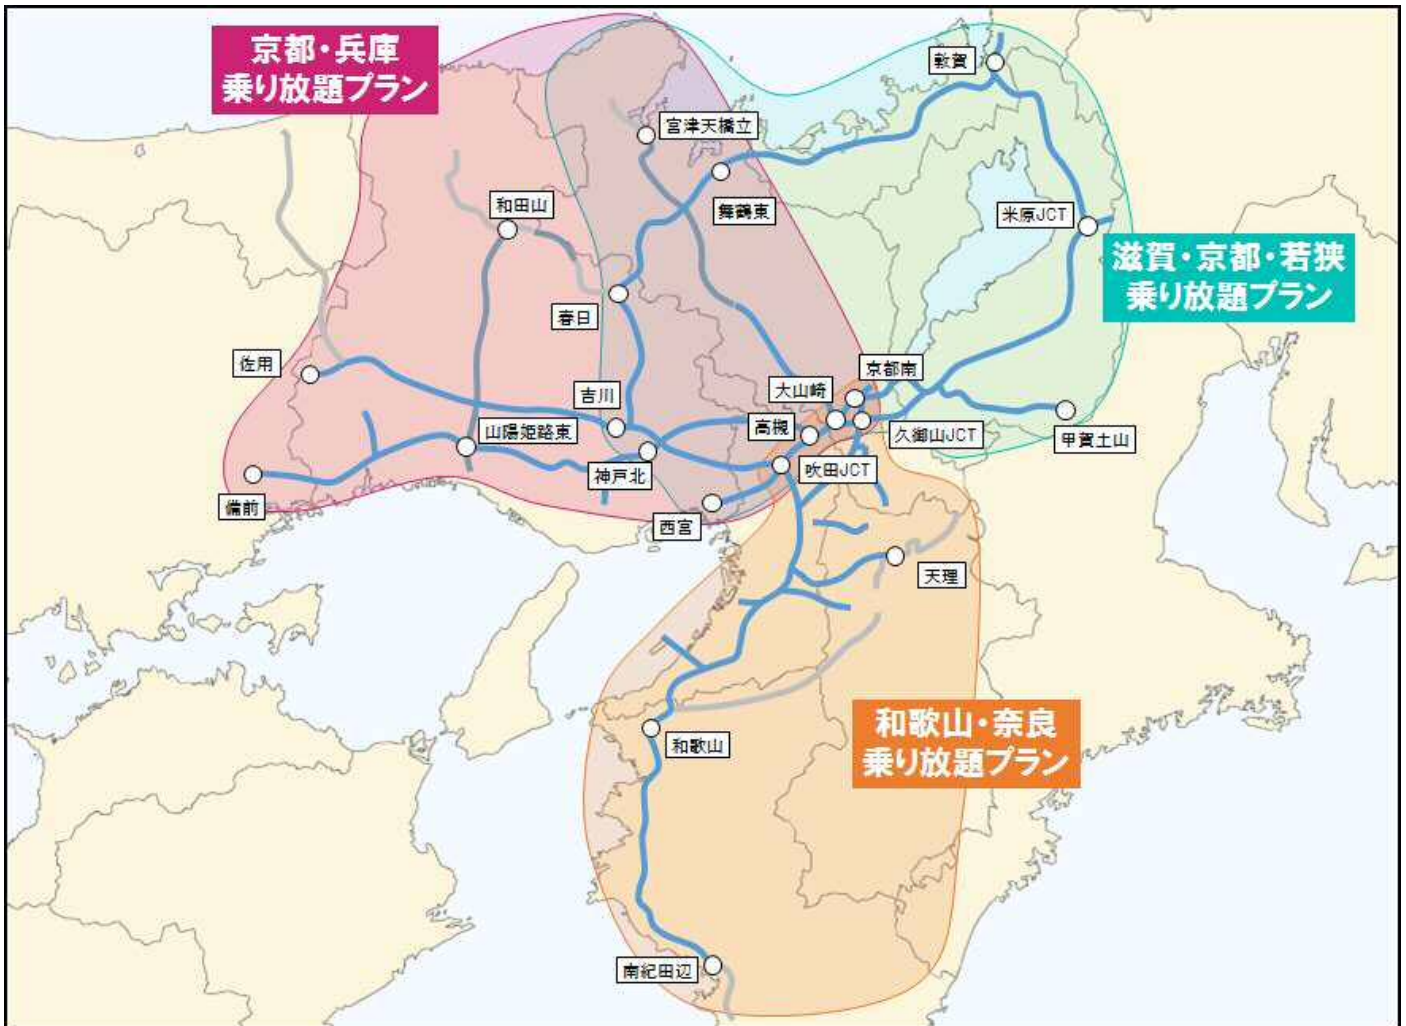 京都・兵庫
乗り放題プラン
敦賀
宮津天橋立
舞鶴東
和田山
米原JCT
滋賀・京都・若狭
乗り放題プラン
春日
佐用
京都南
大山崎
吉川
高槻
山陽姫路東
久御山JCT
甲賀土山
神戸北
吹田JCT
備前
西宮
天理
和歌山・奈良
乗り放題プラン
和歌山
南紀田辺